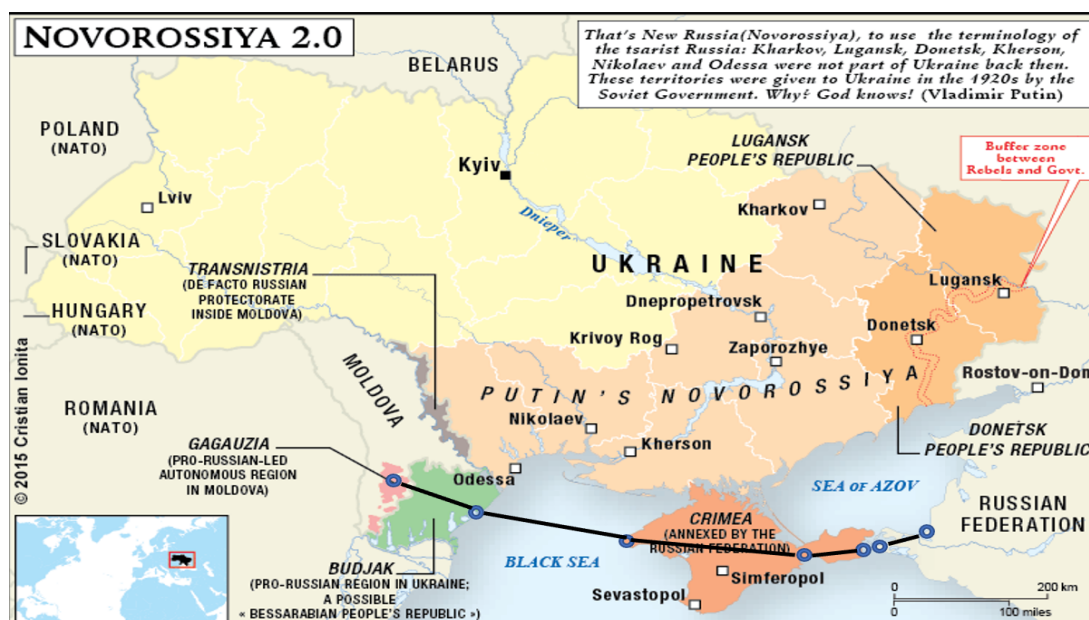 NOVOROSSIYA 2.0
That's New Russia(Novorossiya), to use the terminology of
the tsarist Russia: Kharkov, Lugansk, Donetsk, Kherson,
Nikolaev and Odessa were not part of Ukraine back then.
These territories were given to Ukraine in the 1920s by the
Soviet Government. Why? God knows! (Vladimir Putin)
BELARUS
POLAND
(NATO)
LUGANSK
PEOPLE'S REPUBLIC
Buffer zone
between
Rebels and Govt.
Kyiv
Lviv
Kharkov
Dnieper
SLOVAKIA
(NATO)
TRANSNISTRIA
(DE FACTO RUSSIAN
PROTECTORATE
INSIDE MOLDOVA)
UKRAINE
Lugansk
HUNGARY
(NATO)
Dnepropetrovsk
Donetsk
Krivoy Rog
Zaporozhye
MOLDOVA
Rostov-on-Don
PUTIN'S NOVOROSSIYA
ROMANIA
(NATO)
Nikolaev
Kherson
DONETSK
PEOPLE'S REPUBLIC
GAGAUZIA
(PRO-RUSSIAN-LED
AUTONOMOUS REGION
IN MOLDOVA)
Odessa
SEA OF AZOV
RUSSIAN
FEDERATION
CRIMEA
(ANNEXED BY THE
RUSSIAN FEDERATION)
BLACK SEA
BUDJAK
(PRO-RUSSIAN REGION IN UKRAINE;
A POSSIBLE
« BESSARABIAN PEOPLE'S REPUBLIC »)
Simferopol
Sevastopol
0 200 km
0 100 miles
© 2015 Cristian Ionita